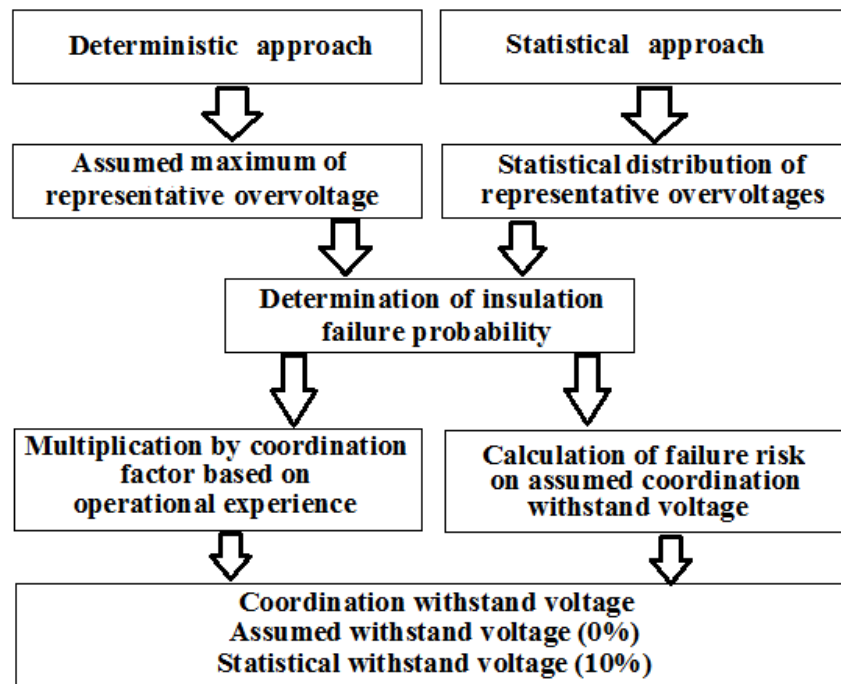 Deterministic approach
Statistical approach
Assumed maximum of
representative overvoltage
Statistical distribution of
representative overvoltages
Determination of insulation
failure probability
Multiplication by coordination
factor based on
operational experience
Calculation of failure risk
on assumed coordination
withstand voltage
Coordination withstand voltage
Assumed withstand voltage (0%)
Statistical withstand voltage (10%)